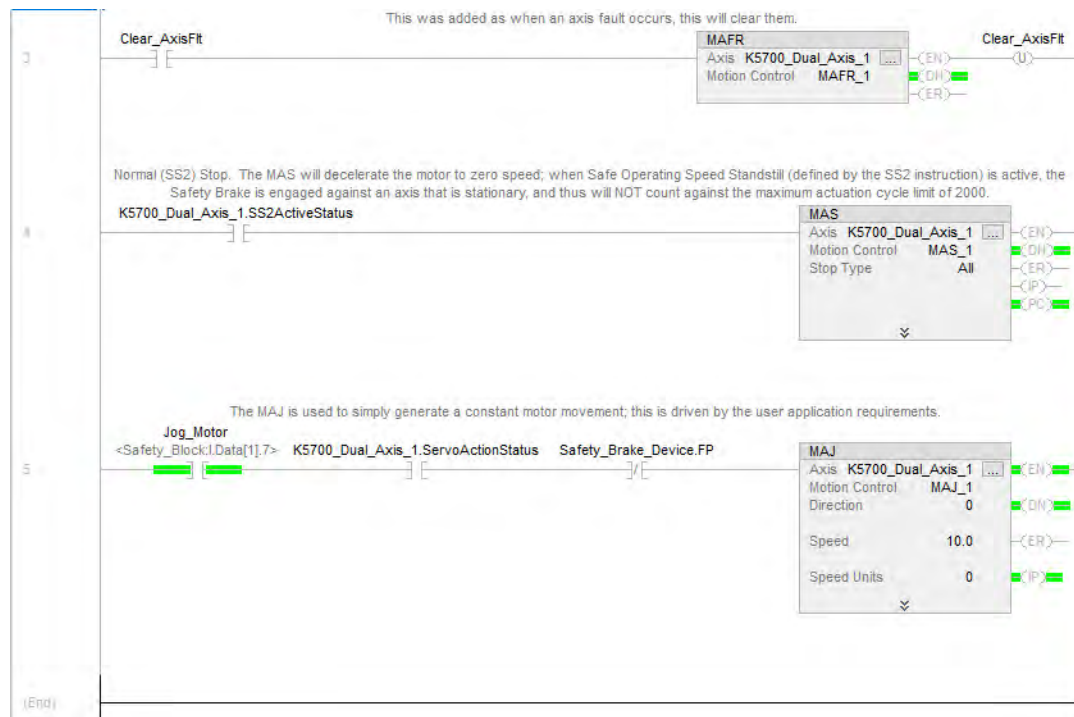 This was added as when an axis fault occurs, this will clear them.
Clear_AxisFlt
MAFR
Clear_AxisFlt
3
Axis K5700_Dual_Axis_1 ...
(EN)
(U)
Motion Control MAFR_1
(DN)
(ER)
Normal (SS2) Stop. The MAS will decelerate the motor to zero speed; when Safe Operating Speed Standstill (defined by the SS2 instruction) is active, the
Safety Brake is engaged against an axis that is stationary, and thus will NOT count against the maximum actuation cycle limit of 2000.
K5700_Dual_Axis_1.SS2ActiveStatus
MAS
4
Axis K5700_Dual_Axis_1 ...
(EN)
Motion Control MAS_1
(DN)
Stop Type All
(ER)
(IP)
(PC)
The MAJ is used to simply generate a constant motor movement; this is driven by the user application requirements.
Jog_Motor
<Safety_Block:I.Data[1].7> K5700_Dual_Axis_1.ServoActionStatus Safety_Brake_Device.FP
MAJ
5
Axis K5700_Dual_Axis_1 ...
(EN)
Motion Control MAJ_1
Direction 0
(DN)
Speed 10.0
(ER)
Speed Units 0
(IP)
(End)